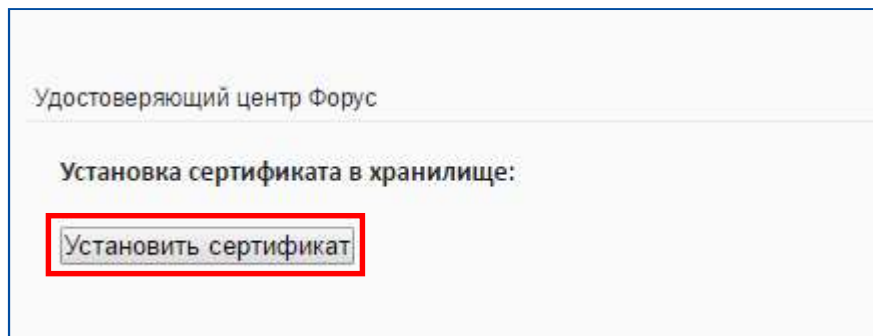 Удостоверяющий центр Форус
Установка сертификата в хранилище:
Установить сертификат